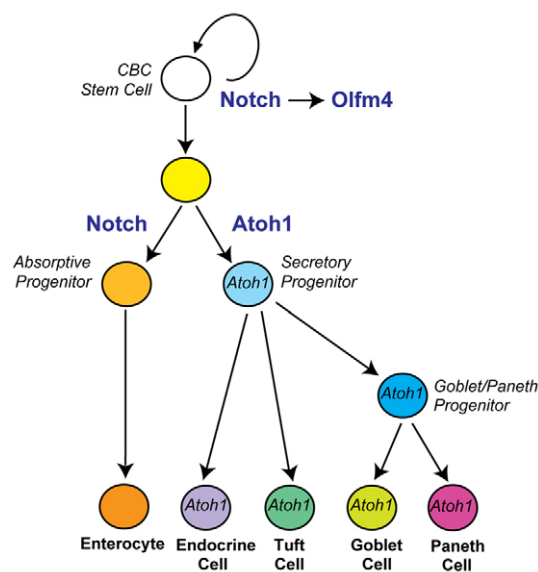 CBC
Stem Cell
Notch → Olfm4
Notch
Atoh1
Absorptive
Progenitor
Atoh1
Secretory
Progenitor
Atoh1
Goblet/Paneth
Progenitor
Atoh1
Atoh1
Atoh1
Atoh1
Enterocyte
Endocrine
Cell
Tuft
Cell
Goblet
Cell
Paneth
Cell